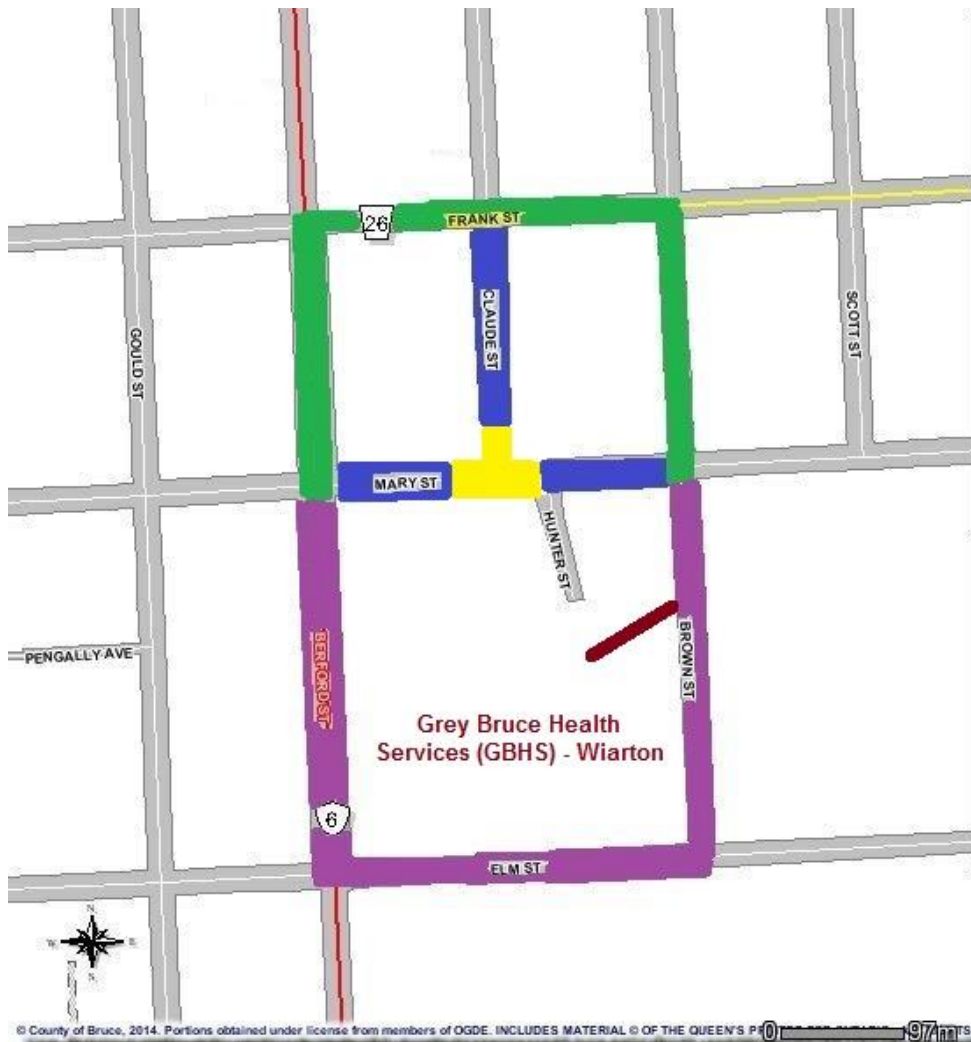 26
FRANK ST
CLAUDE ST
SCOTT ST
GOULD ST
MARY ST
HUNTER ST
BERFORD ST
BROWN ST
PENGALLY AVE
Grey Bruce Health
Services (GBHS) - Wiarton
6
ELM ST
N
W
E
S
© County of Bruce, 2014. Portions obtained under license from members of OGDE. INCLUDES MATERIAL © OF THE QUEEN'S
0 97m